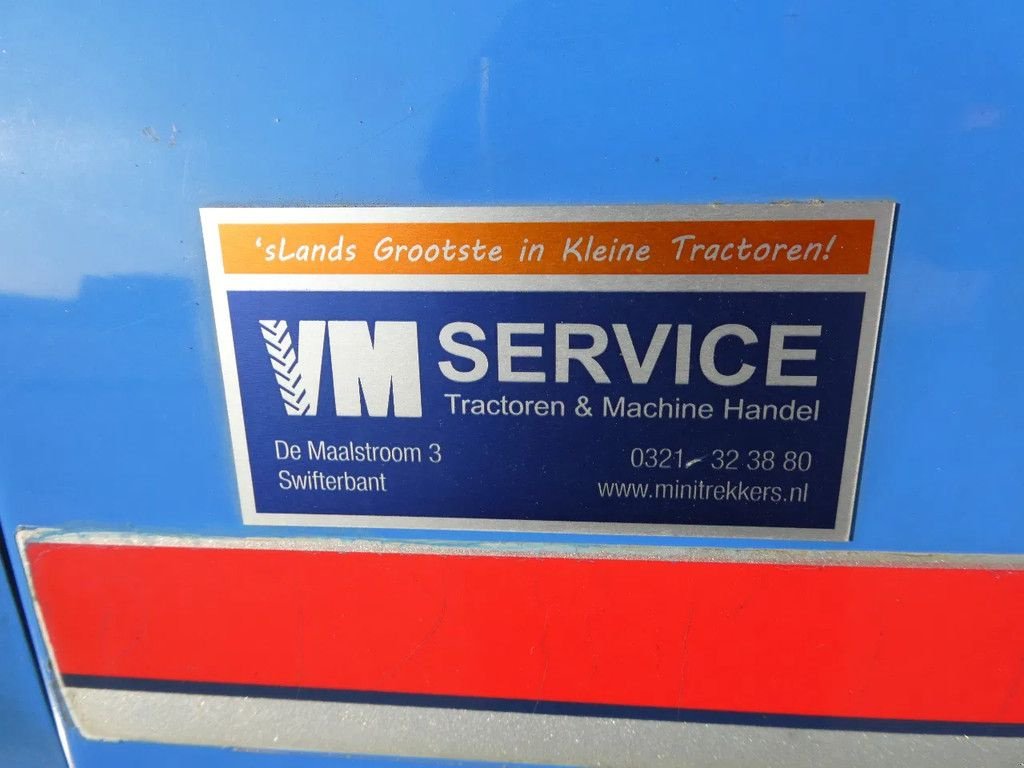 'sLands Grootste in Kleine Tractoren!
VM SERVICE
Tractoren & Machine Handel
De Maalstroom 3
Swifterbant
0321 - 32 38 80
www.minitrekkers.nl